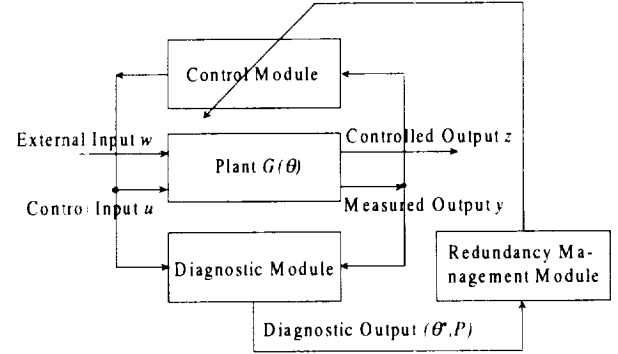 Control Module
External Input w
Controlled Output z
Plant G(θ)
Control Input u
Measured Output y
Diagnostic Module
Redundancy Ma-
nagement Module
Diagnostic Output (θ*,P)